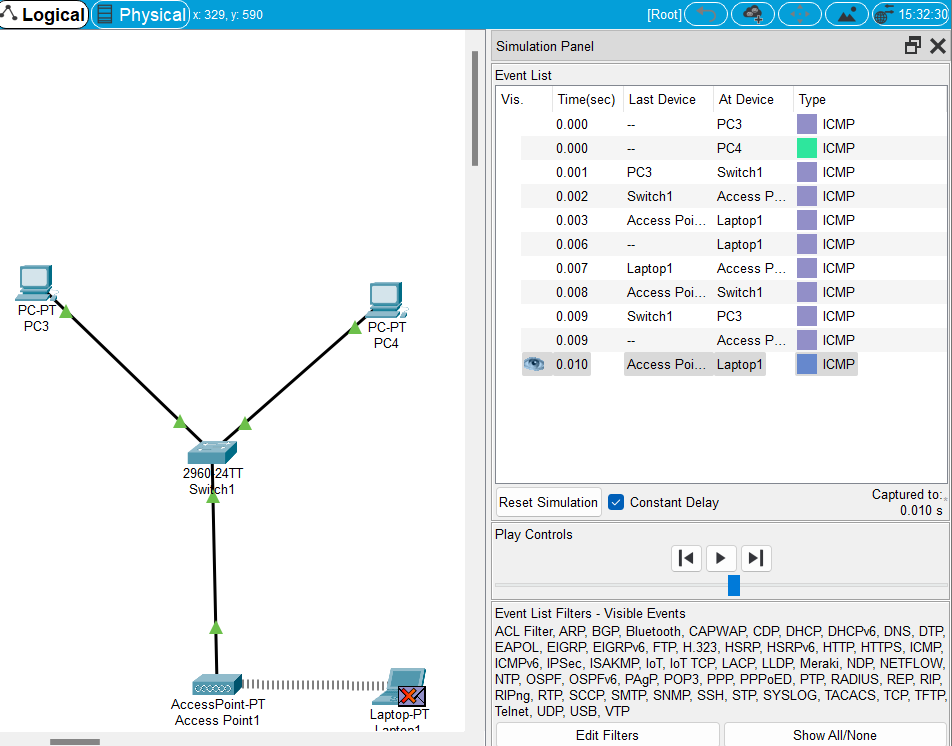 Logical Physical x: 329, y: 590 [Root] 15:32:30
Simulation Panel
Event List
Vis. Time(sec) Last Device At Device Type
0.000 -- PC3 ICMP
0.000 -- PC4 ICMP
0.001 PC3 Switch1 ICMP
0.002 Switch1 Access P... ICMP
0.003 Access Poi... Laptop1 ICMP
0.006 -- Laptop1 ICMP
0.007 Laptop1 Access P... ICMP
0.008 Access Poi... Switch1 ICMP
0.009 Switch1 PC3 ICMP
0.009 -- Access P... ICMP
0.010 Access Poi... Laptop1 ICMP
Reset Simulation Constant Delay Captured to:
0.010 s
Play Controls
Event List Filters - Visible Events
ACL Filter, ARP, BGP, Bluetooth, CAPWAP, CDP, DHCP, DHCPv6, DNS, DTP,
EAPOL, EIGRP, EIGRPv6, FTP, H.323, HSRP, HSRPv6, HTTP, HTTPS, ICMP,
ICMPv6, IPSec, ISAKMP, IoT, IoT TCP, LACP, LLDP, Meraki, NDP, NETFLOW,
NTP, OSPF, OSPFv6, PAgP, POP3, PPP, PPPoED, PTP, RADIUS, REP, RIP,
RIPng, RTP, SCCP, SMTP, SNMP, SSH, STP, SYSLOG, TACACS, TCP, TFTP,
Telnet, UDP, USB, VTP
Edit Filters Show All/None
PC-PT
PC3
PC-PT
PC4
2960-24TT
Switch1
AccessPoint-PT
Access Point1
Laptop-PT
Laptop1